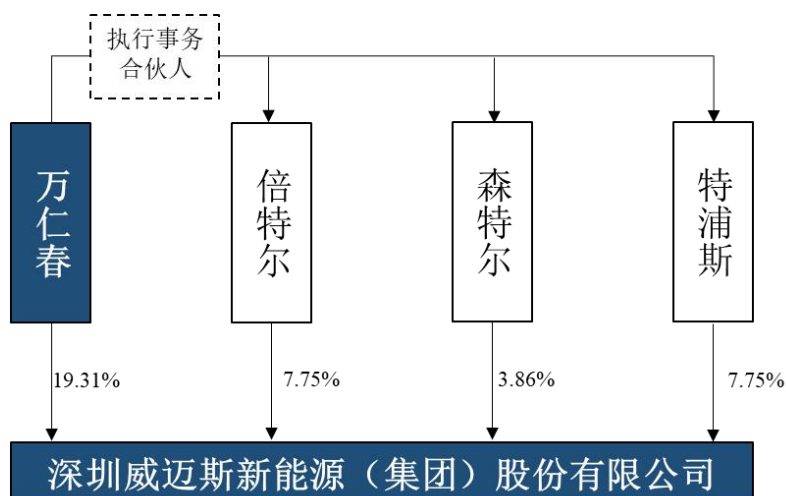 执行事务
合伙人
万仁春
倍特尔
森特尔
特浦斯
19.31%
7.75%
3.86%
7.75%
深圳威迈斯新能源（集团）股份有限公司